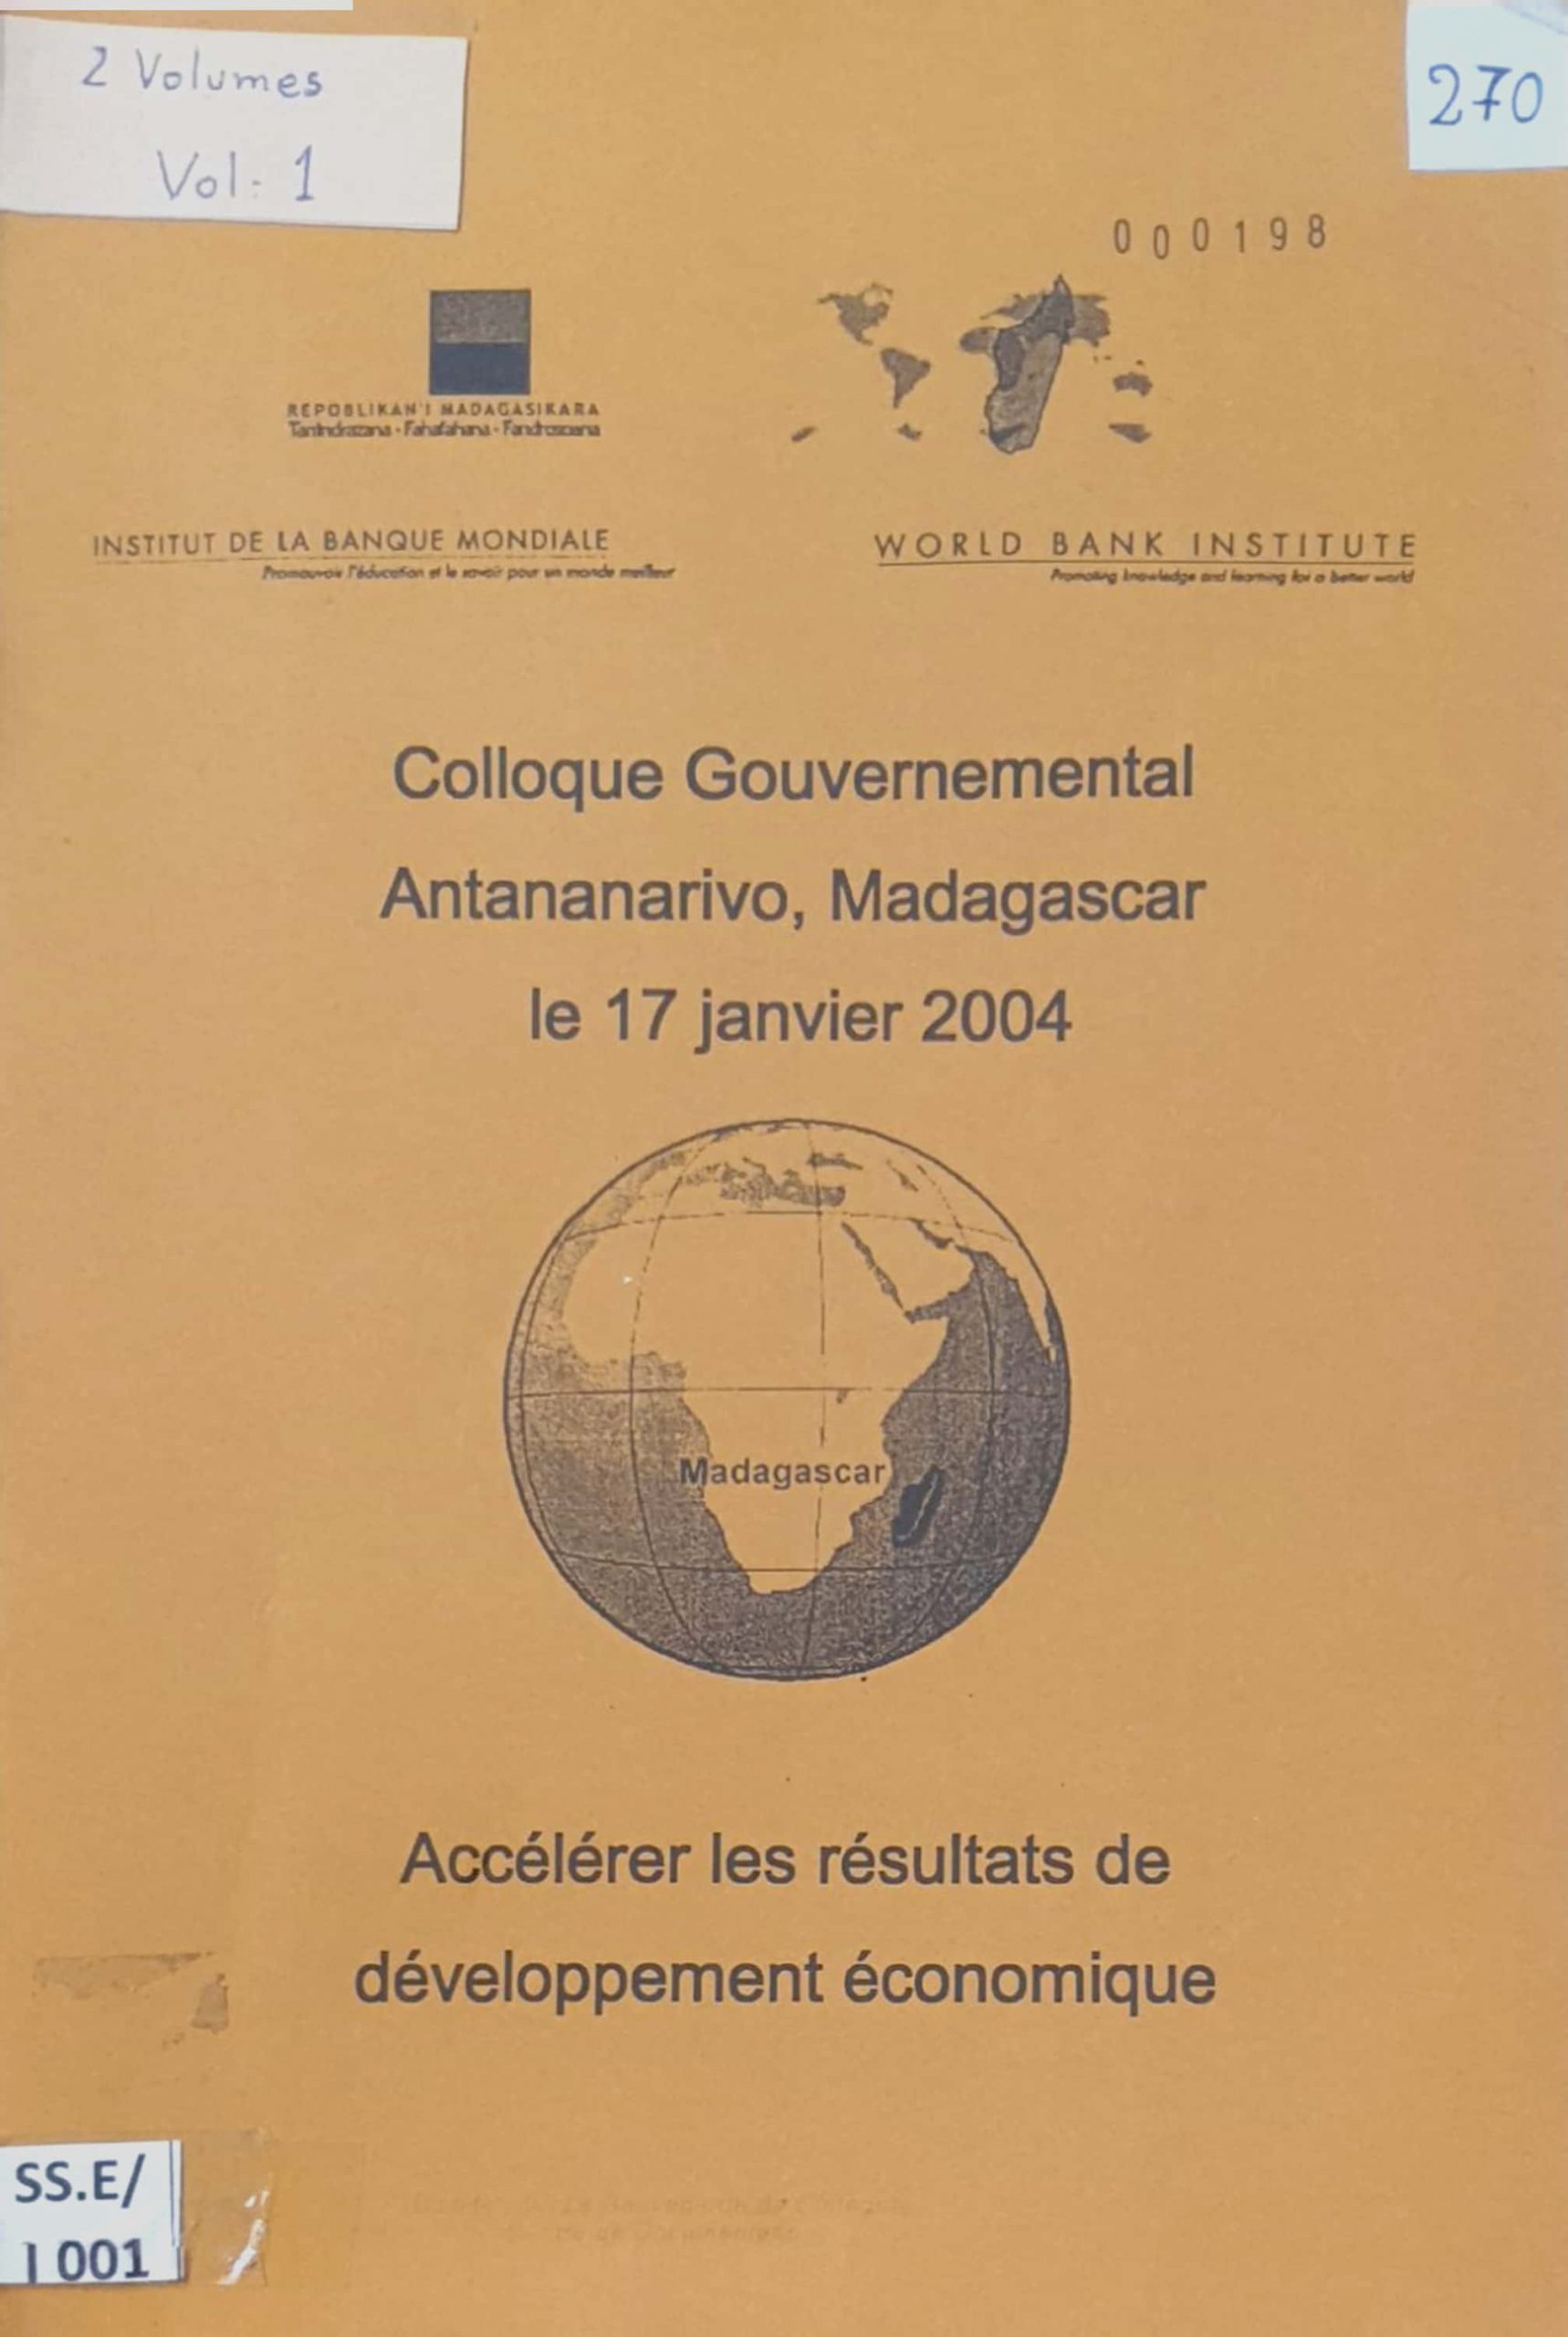 2 Volumes
Vol: 1
270
000198
REPOBLIKAN'I MADAGASIKARA
Tanindrazana - Fahafahana - Fandrosoana
INSTITUT DE LA BANQUE MONDIALE
Promouvoir l'éducation et le savoir pour un monde meilleur
WORLD BANK INSTITUTE
Promoting knowledge and learning for a better world
Colloque Gouvernemental
Antananarivo, Madagascar
le 17 janvier 2004
Madagascar
Accélérer les résultats de
développement économique
SS.E/
I 001